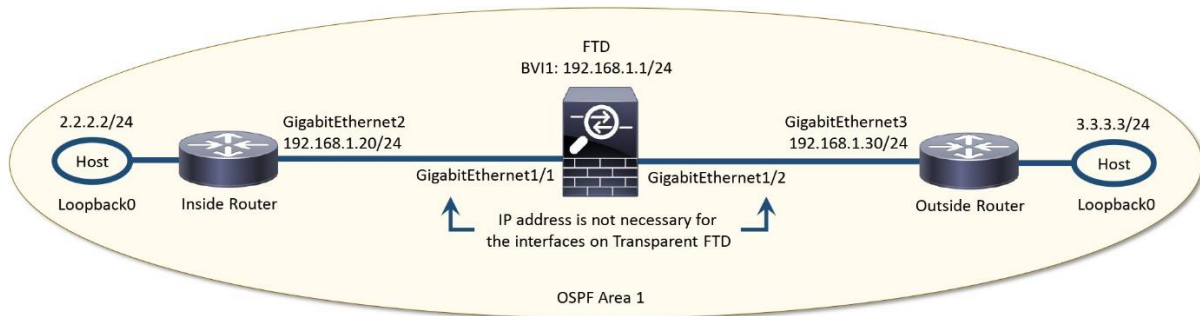 FTD
BVI1: 192.168.1.1/24
2.2.2.2/24
Host
Loopback0
Inside Router
GigabitEthernet2
192.168.1.20/24
GigabitEthernet1/1
GigabitEthernet1/2
IP address is not necessary for
the interfaces on Transparent FTD
GigabitEthernet3
192.168.1.30/24
Outside Router
3.3.3.3/24
Host
Loopback0
OSPF Area 1